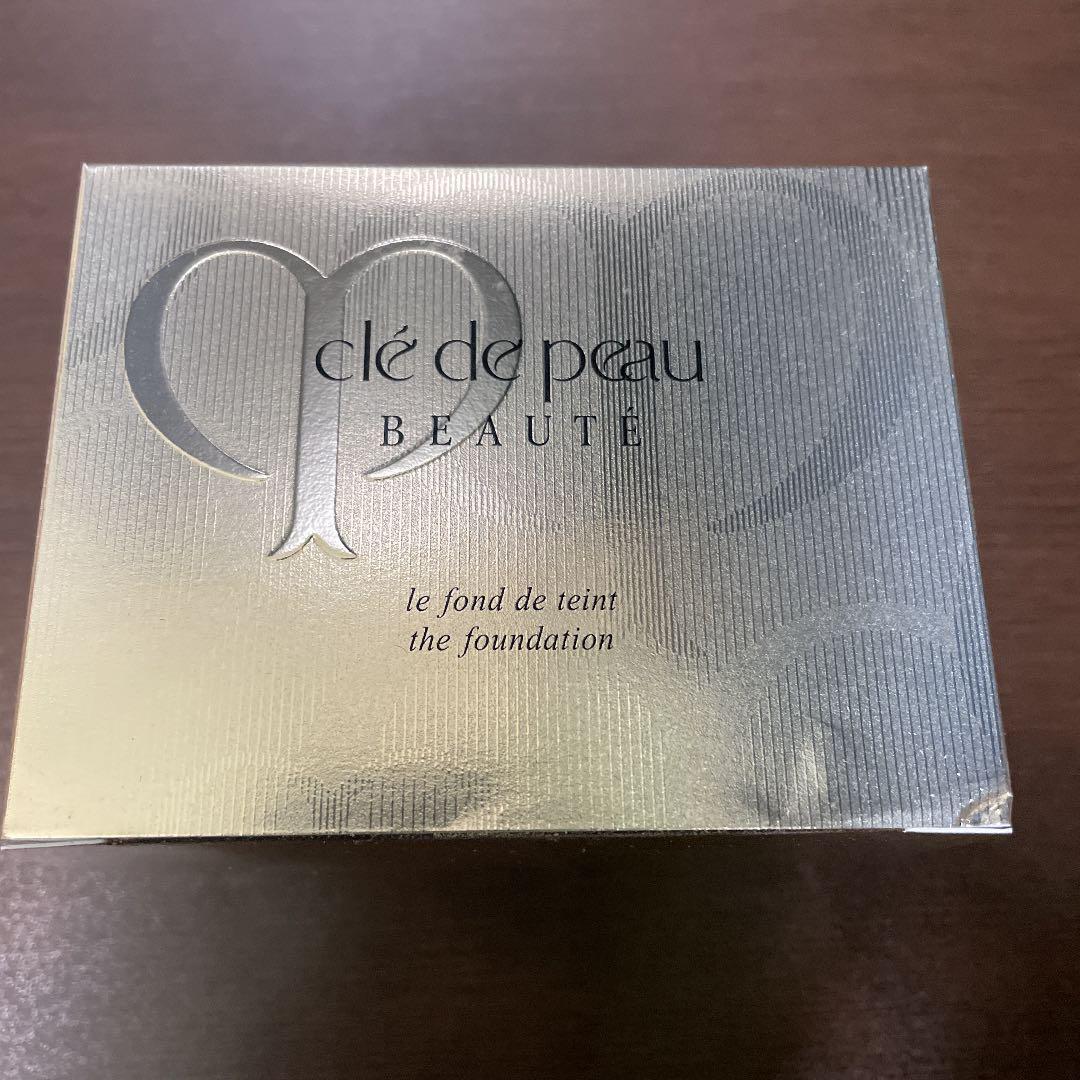 clé de peau
BEAUTÉ
le fond de teint
the foundation